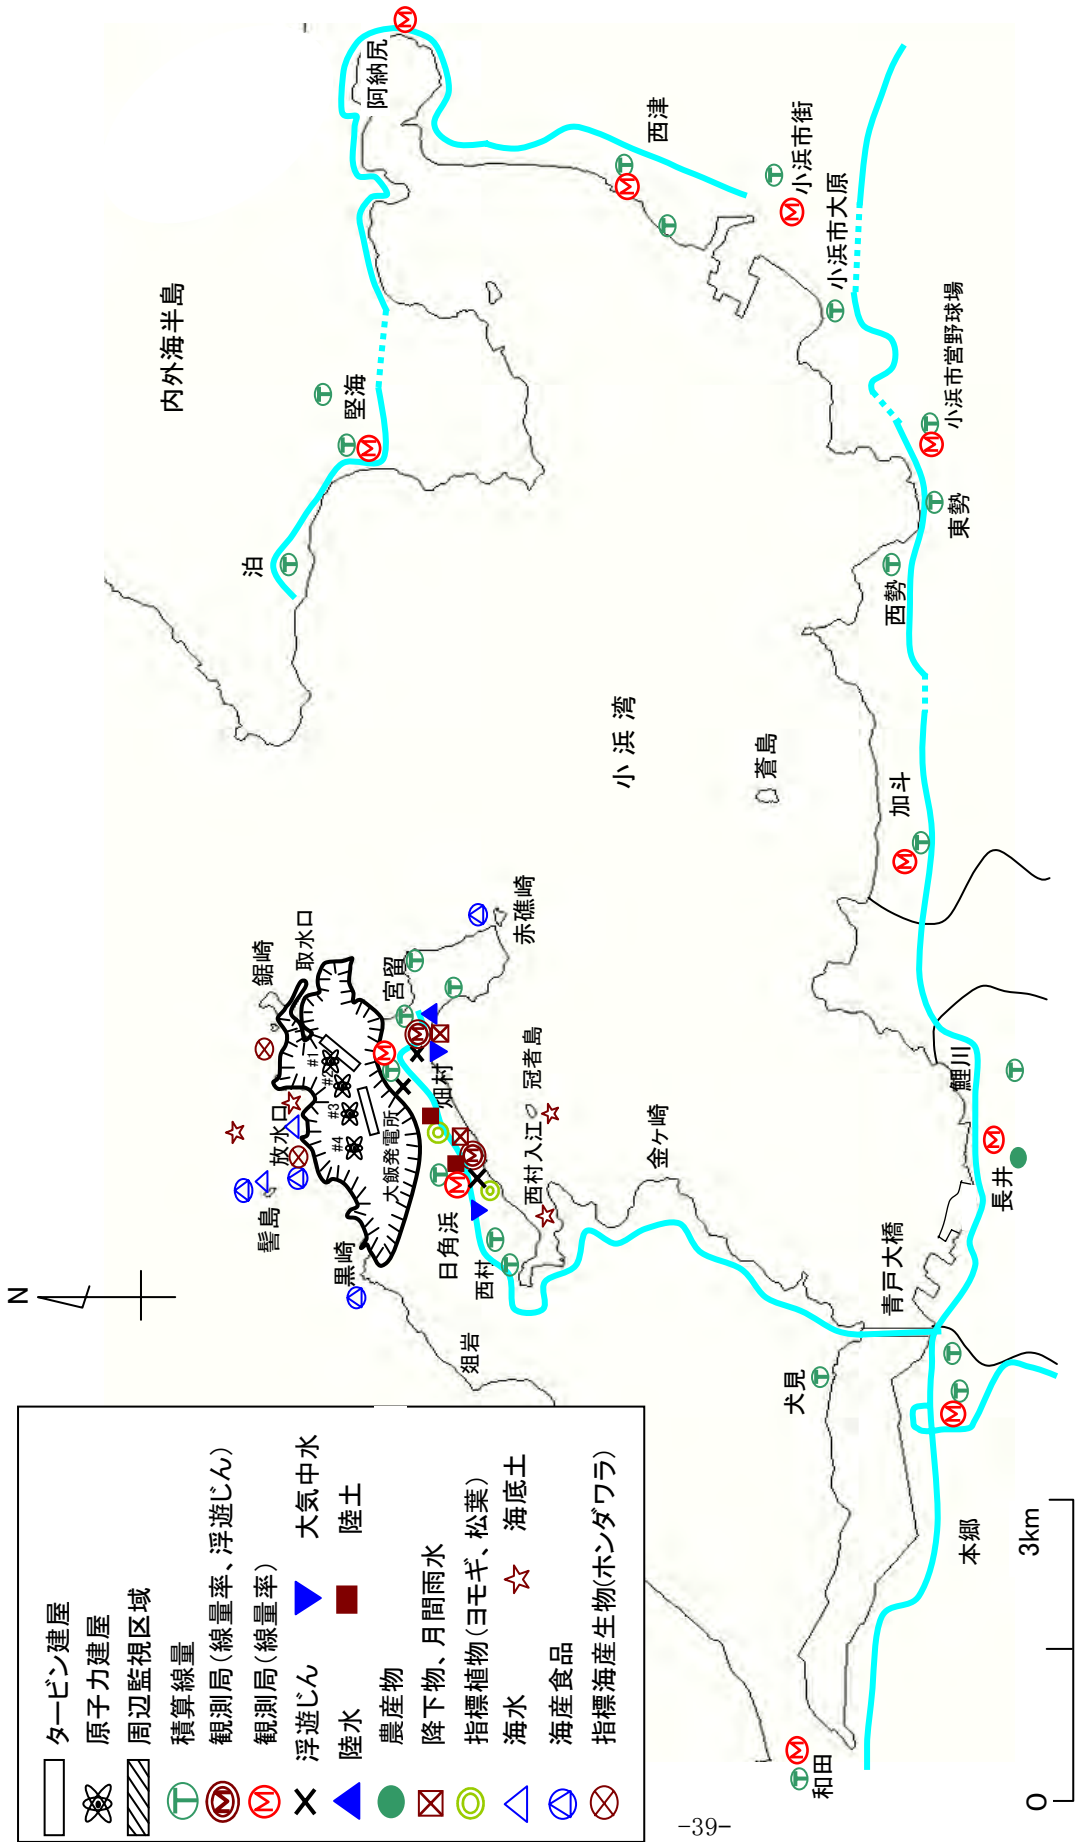 N
内外海半島
阿納尻
西津
小浜市街
小浜市大原
小浜市営野球場
東勢
西勢
堅海
泊
小浜湾
蒼島
加斗
鋸崎
取水口
宮留
赤礁崎
#1
#2
#3
#4
放水口
大飯発電所
畑村
髻島
黒崎
日角浜
西村
西村入江
冠者島
金ヶ崎
鯉川
長井
青戸大橋
爼岩
犬見
本郷
和田
タービン建屋
原子力建屋
周辺監視区域
積算線量
観測局(線量率、浮遊じん)
観測局(線量率)
浮遊じん 大気中水
陸水 陸土
農産物
降下物、月間雨水
指標植物(ヨモギ、松葉)
海水 海底土
海産食品
指標海産生物(ホンダワラ)
0 3km
-39-